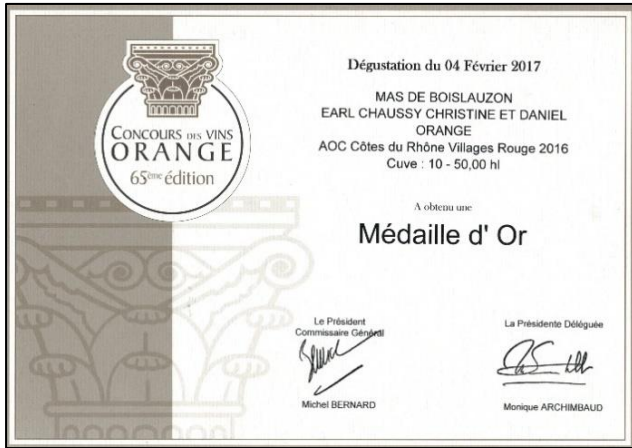 CONCOURS DES VINS
ORANGE
65ème édition
Dégustation du 04 Février 2017
MAS DE BOISLAUZON
EARL CHAUSSY CHRISTINE ET DANIEL
ORANGE
AOC Côtes du Rhône Villages Rouge 2016
Cuve : 10 - 50,00 hl
A obtenu une
Médaille d' Or
Le Président
Commissaire Général
Michel BERNARD
La Présidente Déléguée
Monique ARCHIMBAUD